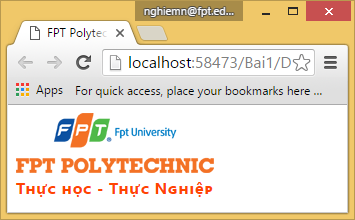 nghiemn@fpt.ed...
FPT Polytec
localhost:58473/Bai1/D
Apps For quick access, place your bookmarks here ...
FPT Fpt University
FPT POLYTECHNIC
Thực học - Thực Nghiệp